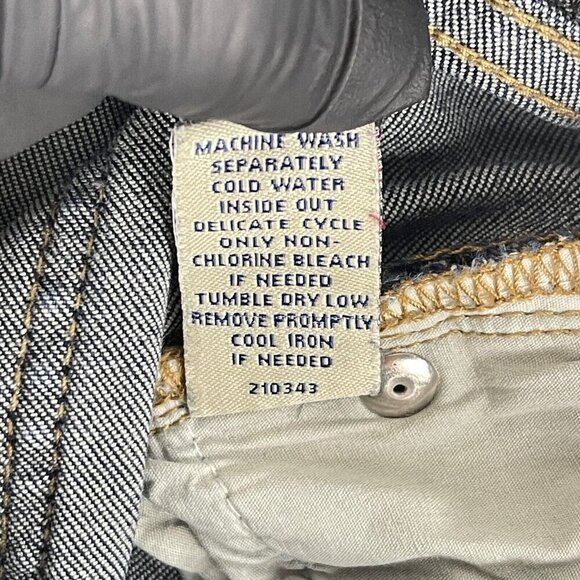 MACHINE WASH
SEPARATELY
COLD WATER
INSIDE OUT
DELICATE CYCLE
ONLY NON-
CHLORINE BLEACH
IF NEEDED
TUMBLE DRY LOW
REMOVE PROMPTLY
COOL IRON
IF NEEDED
210343